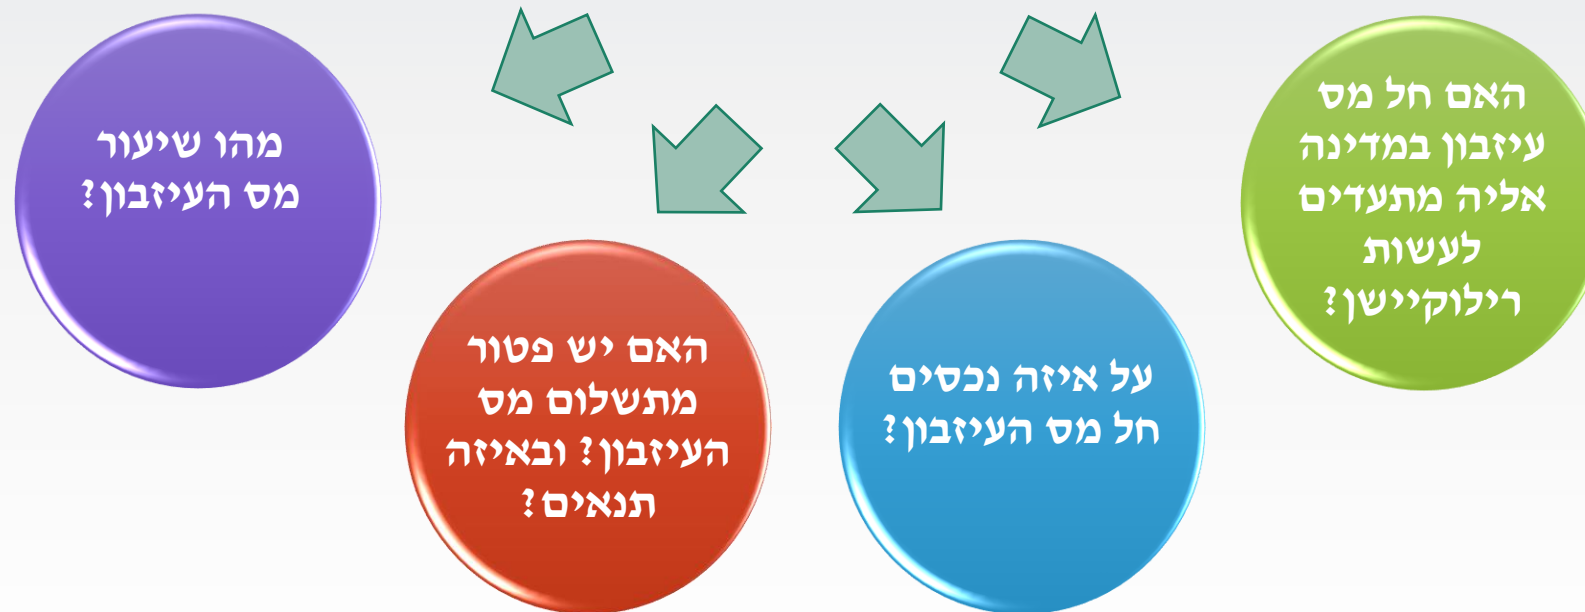 האם חל מס
עיזבון במדינה
אליה מתעדים
לעשות
רילוקיישן?
על איזה נכסים
חל מס העיזבון?
האם יש פטור
מתשלום מס
העיזבון? ובאיזה
תנאים?
מהו שיעור
מס העיזבון?